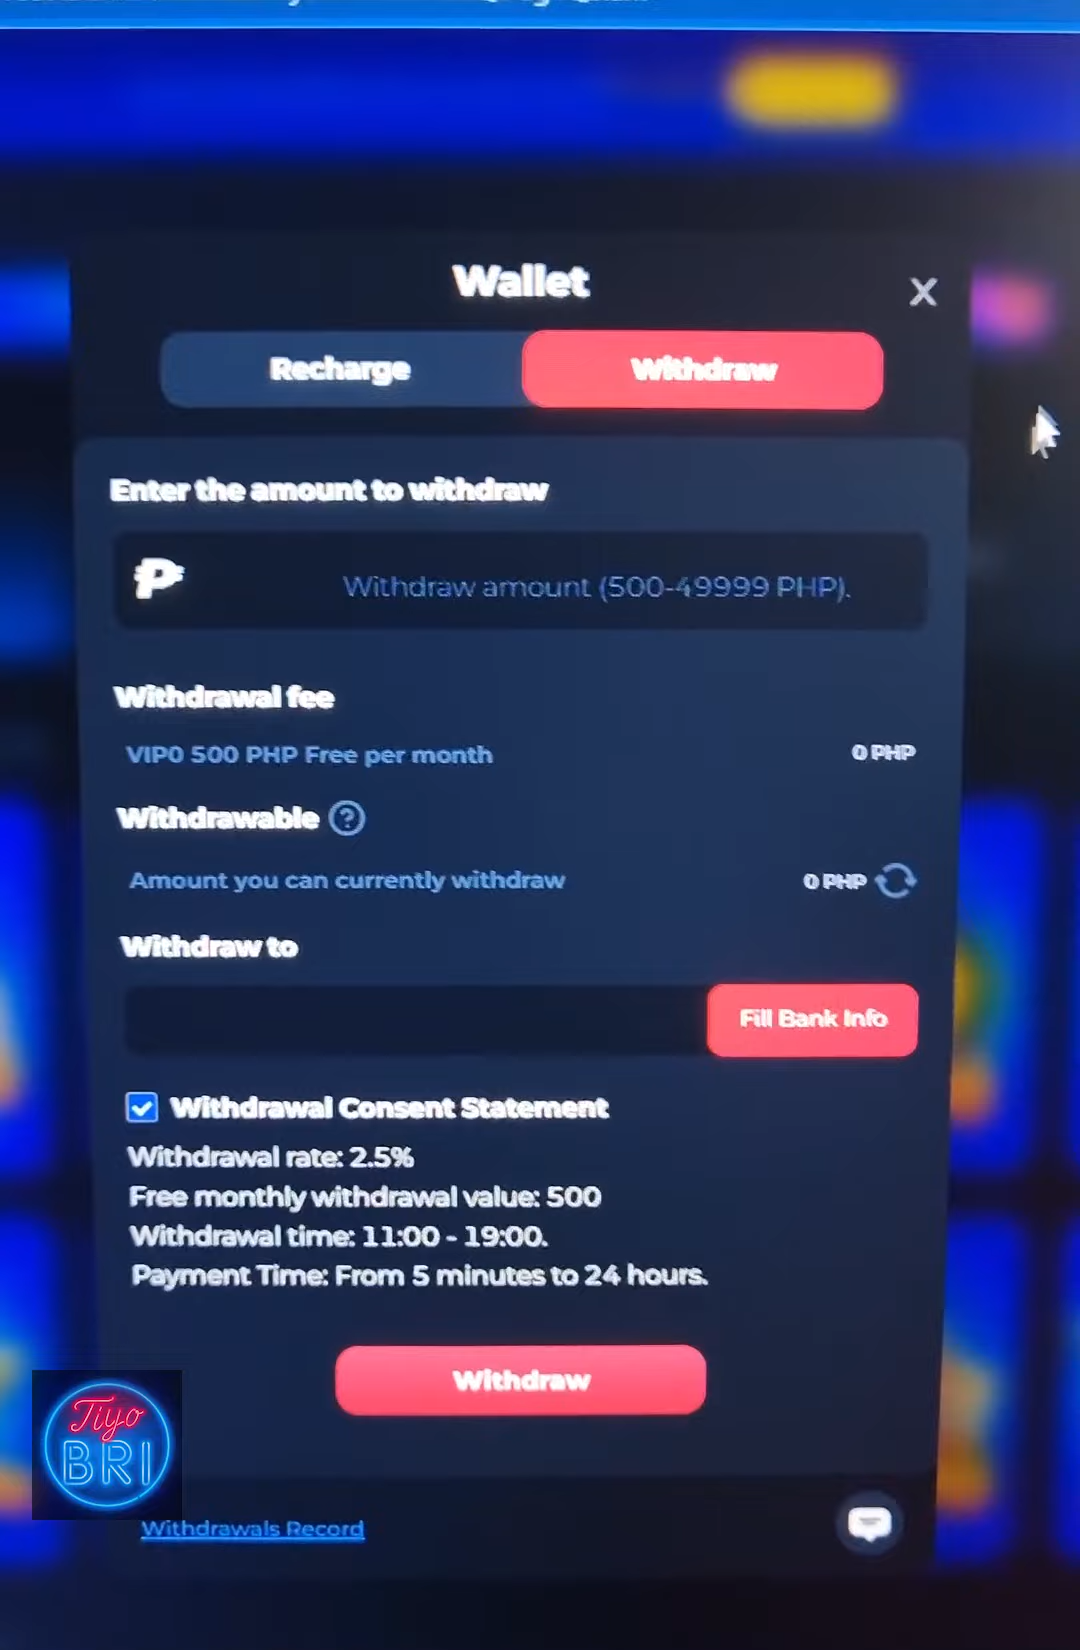 Wallet
X
Recharge
Withdraw
Enter the amount to withdraw
₱
Withdraw amount (500-49999 PHP).
Withdrawal fee
VIP0 500 PHP Free per month
0 PHP
Withdrawable ?
Amount you can currently withdraw
0 PHP
Withdraw to
Fill Bank Info
Withdrawal Consent Statement
Withdrawal rate: 2.5%
Free monthly withdrawal value: 500
Withdrawal time: 11:00 - 19:00.
Payment Time: From 5 minutes to 24 hours.
Withdraw
Tiyo
BRI
Withdrawals Record